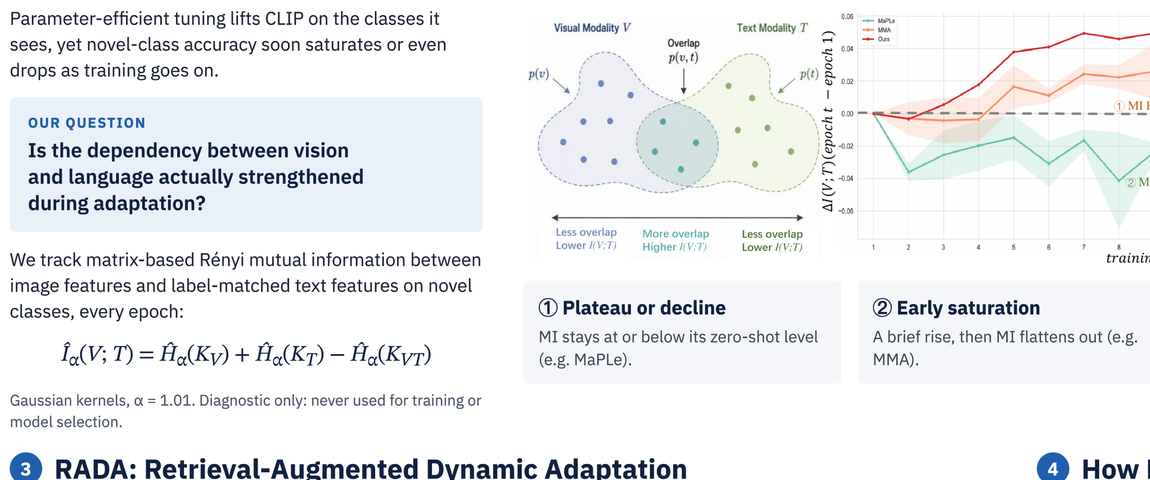 Parameter-efficient tuning lifts CLIP on the classes it
sees, yet novel-class accuracy soon saturates or even
drops as training goes on.
OUR QUESTION
Is the dependency between vision
and language actually strengthened
during adaptation?
We track matrix-based Rényi mutual information between
image features and label-matched text features on novel
classes, every epoch:
Î_α(V; T) = Ĥ_α(K_V) + Ĥ_α(K_T) − Ĥ_α(K_VT)
Gaussian kernels, α = 1.01. Diagnostic only: never used for training or
model selection.
Visual Modality V
Text Modality T
Overlap
p(v, t)
p(v)
p(t)
Less overlap
Lower I(V;T)
More overlap
Higher I(V;T)
Less overlap
Lower I(V;T)
ΔI(V;T)(epoch t − epoch 1)
0.06
0.04
0.02
0.00
−0.02
−0.04
−0.06
MaPLe
MMA
Ours
① MI
② M
1 2 3 4 5 6 7 8
trainin
① Plateau or decline
MI stays at or below its zero-shot level
(e.g. MaPLe).
② Early saturation
A brief rise, then MI flattens out (e.g.
MMA).
3 RADA: Retrieval-Augmented Dynamic Adaptation
4 How